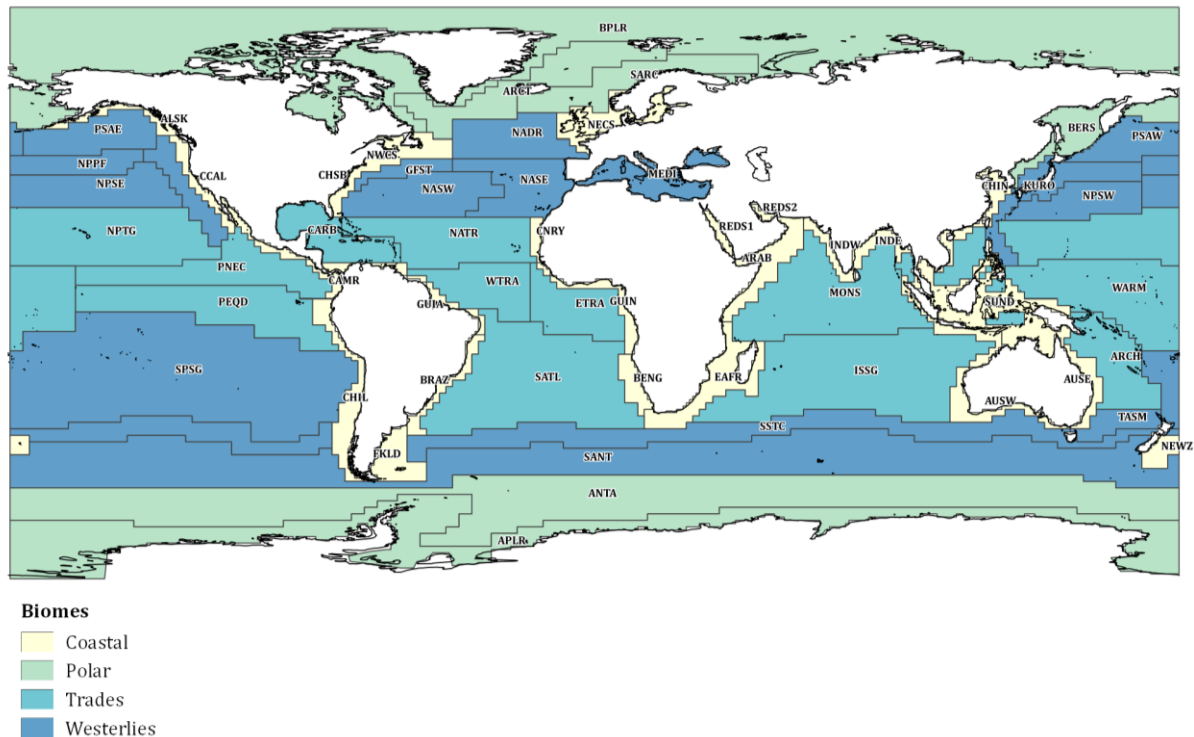 BPLR
SARC
ARCT
ALSK
PSAE
NECS
BERS
PSAW
NADR
NWCS
NPPF
GFST
CCAL
CHSB
MEDI
NASE
NASW
NPSE
CHIN
KURO
NPSW
REDS2
REDS1
NPTG
CARB
NATR
CNRY
INDW
INDE
ARAB
PNEC
CAMR
WTRA
MONS
WARM
PEQD
GUIA
ETRA
GUIN
SUND
ARCH
SPSG
BRAZ
SATL
BENG
EAFR
ISSG
AUSE
CHIL
AUSW
TASM
SSTC
NEWZ
FKLD
SANT
ANTA
APLR
Biomes
Coastal
Polar
Trades
Westerlies